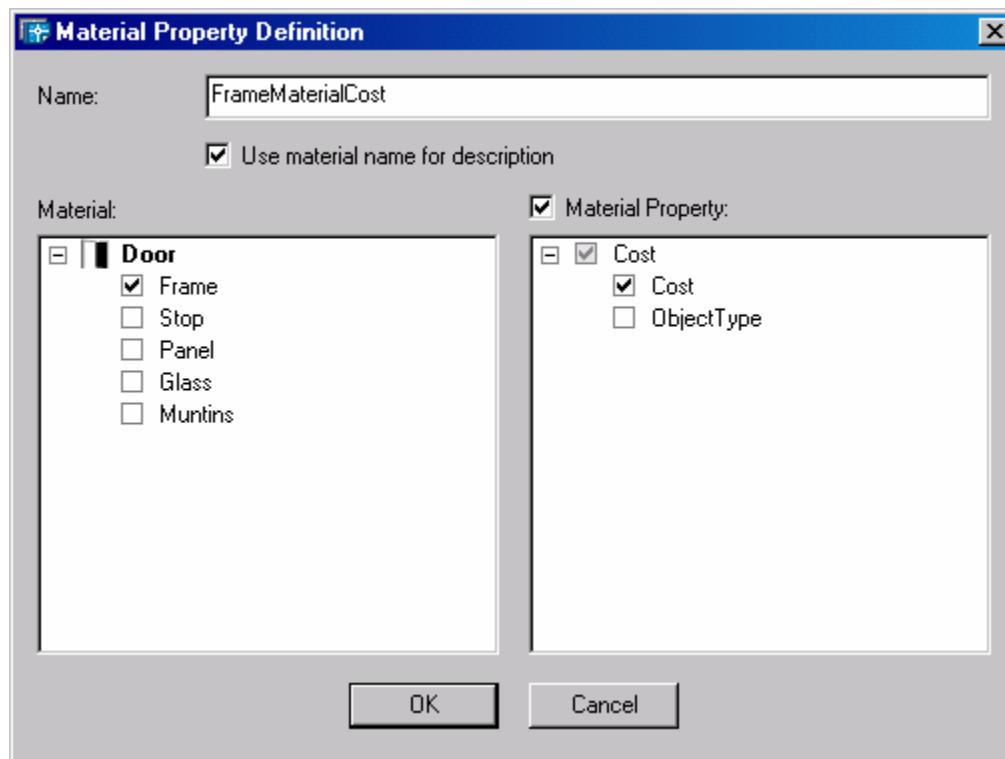 Material Property Definition
Name: FrameMaterialCost
Use material name for description
Material:
Door
Frame
Stop
Panel
Glass
Muntins
Material Property:
Cost
Cost
ObjectType
OK Cancel